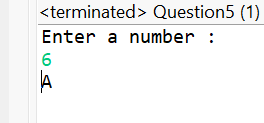 <terminated> Question5 (1)
Enter a number :
6
A